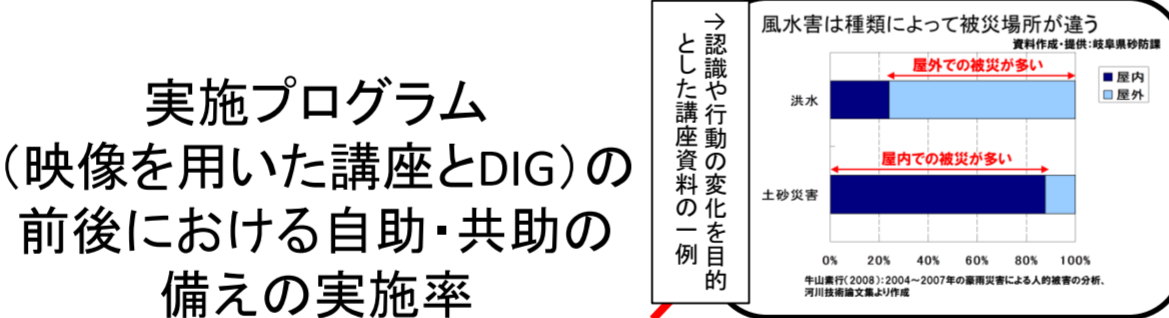 実施プログラム
（映像を用いた講座とDIG）の
前後における自助・共助の
備えの実施率
→認識や行動の変化を目的
とした講座資料の一例
風水害は種類によって被災場所が違う
資料作成・提供：岐阜県砂防課
屋外での被災が多い
屋内
屋外
洪水
屋内での被災が多い
土砂災害
0% 20% 40% 60% 80% 100%
牛山素行（2008）：2004～2007年の豪雨災害による人的被害の分析、
河川技術論文集より作成